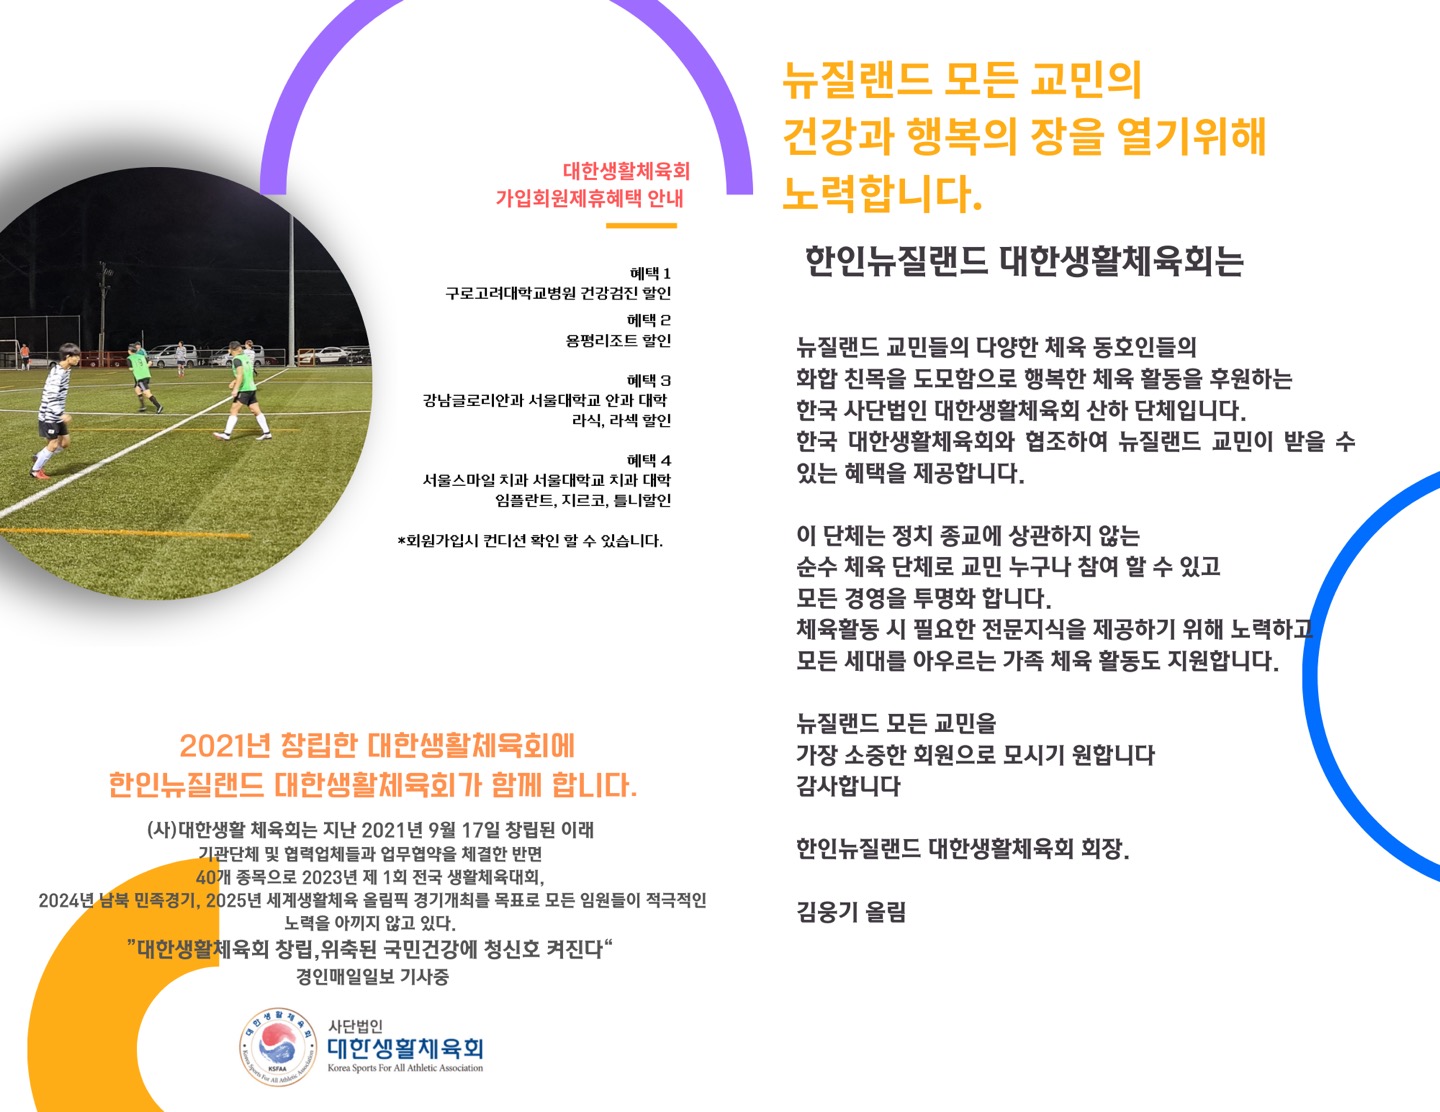 대한생활체육회
가입회원제휴혜택 안내
혜택 1
구로고려대학교병원 건강검진 할인
혜택 2
용평리조트 할인
혜택 3
강남글로리안과 서울대학교 안과 대학
라식, 라섹 할인
혜택 4
서울스마일 치과 서울대학교 치과 대학
임플란트, 지르코, 틀니할인
*회원가입시 컨디션 확인 할 수 있습니다.
2021년 창립한 대한생활체육회에
한인뉴질랜드 대한생활체육회가 함께 합니다.
(사)대한생활 체육회는 지난 2021년 9월 17일 창립된 이래
기관단체 및 협력업체들과 업무협약을 체결한 반면
40개 종목으로 2023년 제 1회 전국 생활체육대회,
2024년 남북 민족경기, 2025년 세계생활체육 올림픽 경기개최를 목표로 모든 임원들이 적극적인
노력을 아끼지 않고 있다.
”대한생활체육회 창립,위축된 국민건강에 청신호 켜진다“
경인매일일보 기사중
대한생활체육회
KSFAA
Korea Sports For All Athletic Association
사단법인
대한생활체육회
Korea Sports For All Athletic Association
뉴질랜드 모든 교민의
건강과 행복의 장을 열기위해
노력합니다.
한인뉴질랜드 대한생활체육회는
뉴질랜드 교민들의 다양한 체육 동호인들의
화합 친목을 도모함으로 행복한 체육 활동을 후원하는
한국 사단법인 대한생활체육회 산하 단체입니다.
한국 대한생활체육회와 협조하여 뉴질랜드 교민이 받을 수
있는 혜택을 제공합니다.
이 단체는 정치 종교에 상관하지 않는
순수 체육 단체로 교민 누구나 참여 할 수 있고
모든 경영을 투명화 합니다.
체육활동 시 필요한 전문지식을 제공하기 위해 노력하고
모든 세대를 아우르는 가족 체육 활동도 지원합니다.
뉴질랜드 모든 교민을
가장 소중한 회원으로 모시기 원합니다
감사합니다
한인뉴질랜드 대한생활체육회 회장.
김웅기 올림